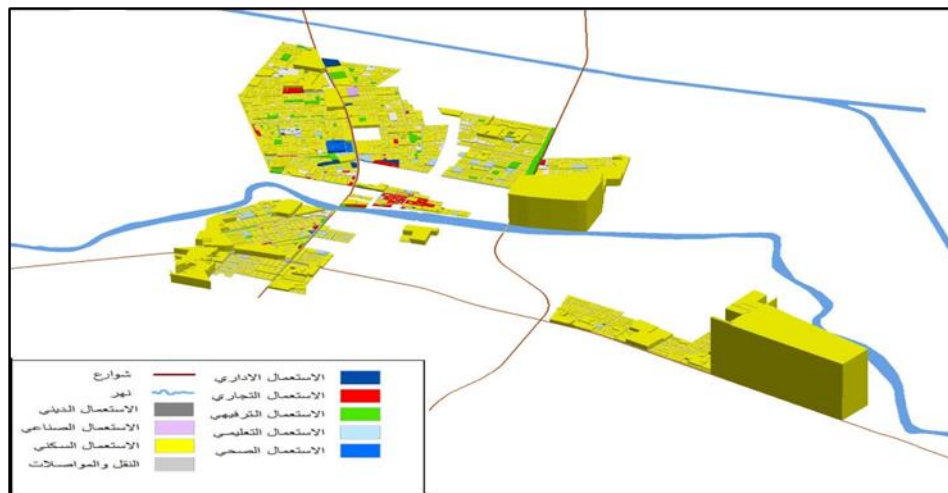 الاستعمال الاداري
الاستعمال التجاري
الاستعمال الترفيهي
الاستعمال التعليمي
الاستعمال الصحي
شوارع
نهر
الاستعمال الديني
الاستعمال الصناعي
الاستعمال السكني
النقل والمواصلات